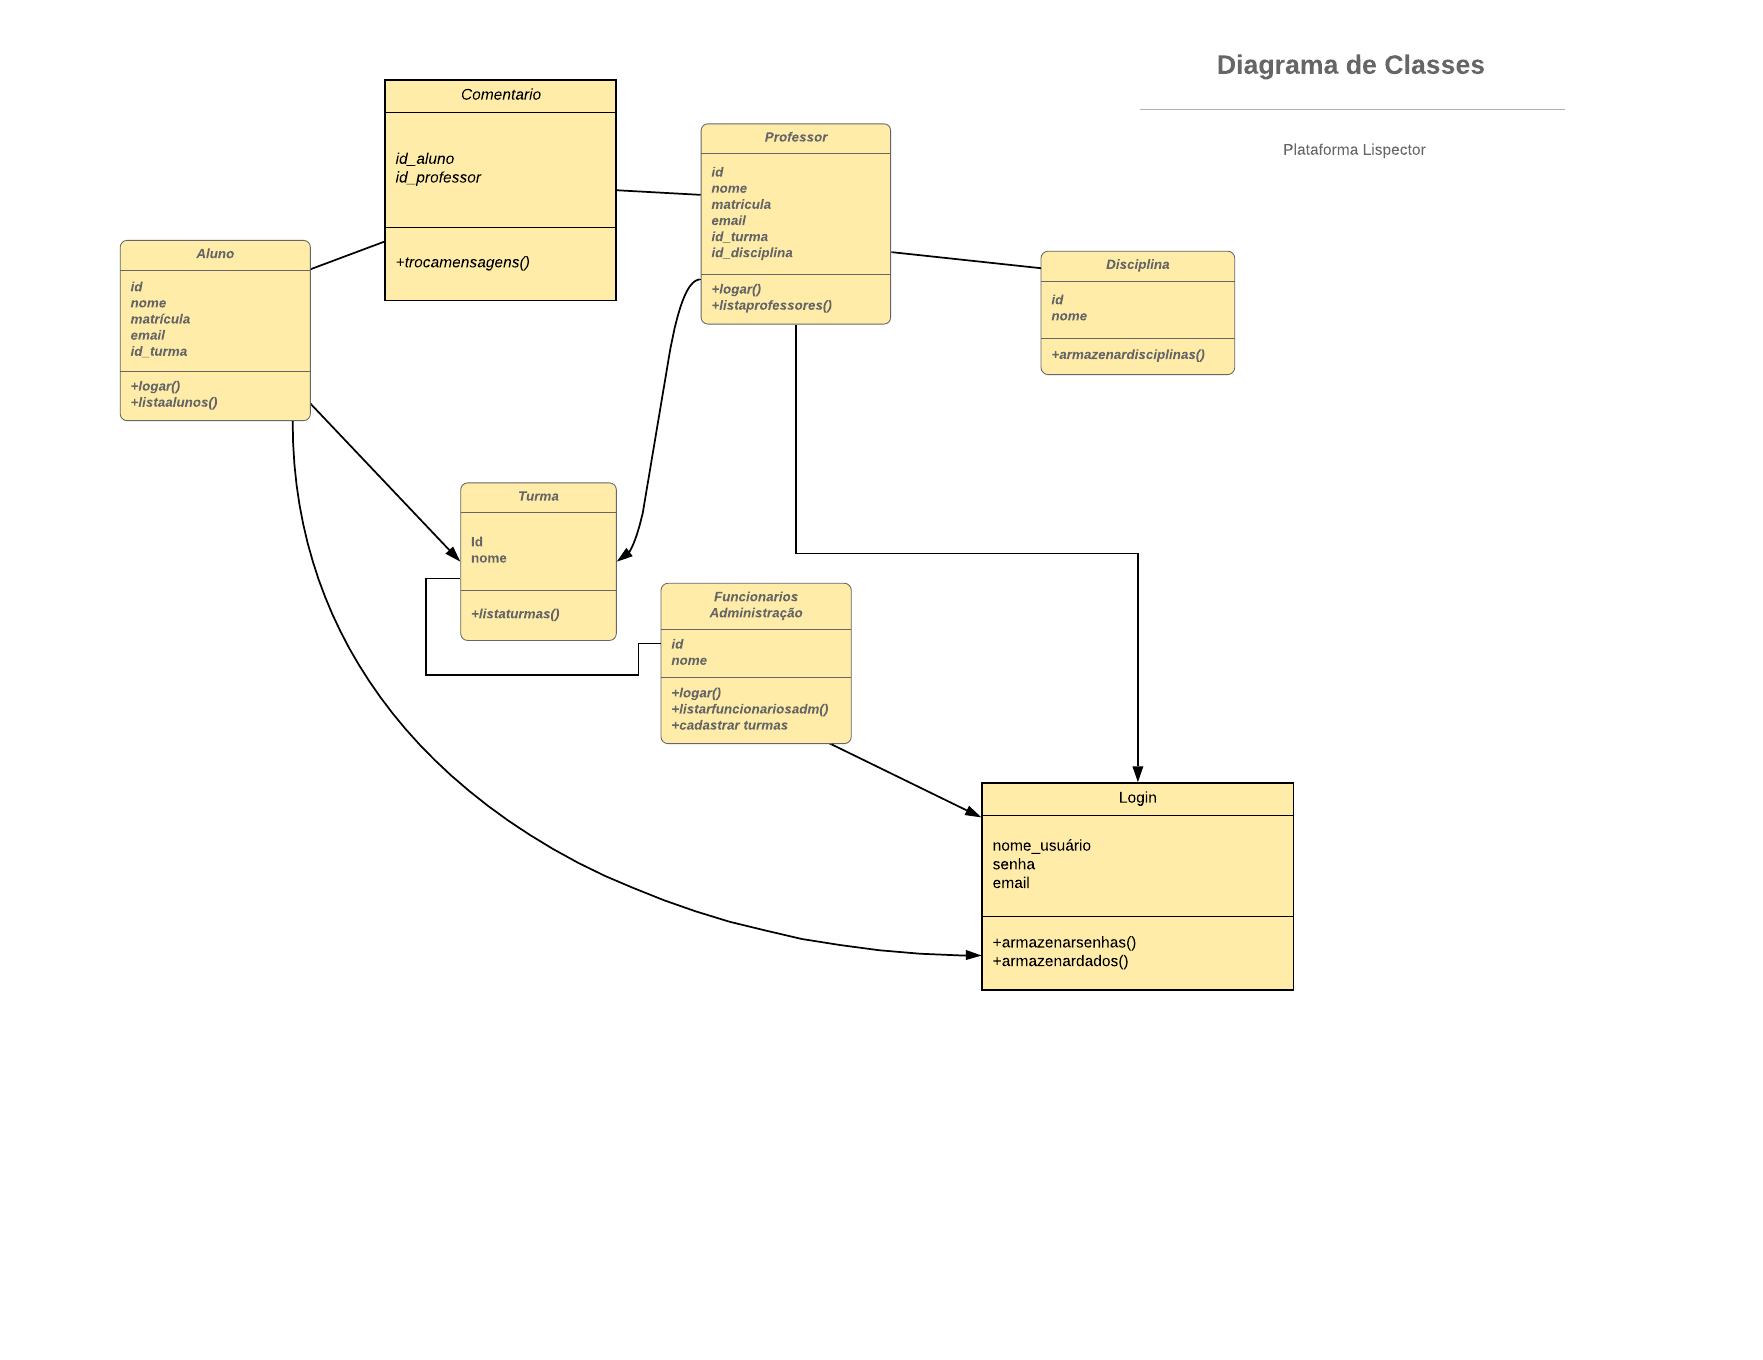 Diagrama de Classes
Plataforma Lispector
Comentario
id_aluno
id_professor
+trocamensagens()
Professor
id
nome
matricula
email
id_turma
id_disciplina
+logar()
+listaprofessores()
Aluno
id
nome
matrícula
email
id_turma
+logar()
+listaalunos()
Disciplina
id
nome
+armazenardisciplinas()
Turma
Id
nome
+listaturmas()
Funcionarios
Administração
id
nome
+logar()
+listarfuncionariosadm()
+cadastrar turmas
Login
nome_usuário
senha
email
+armazenarsenhas()
+armazenardados()